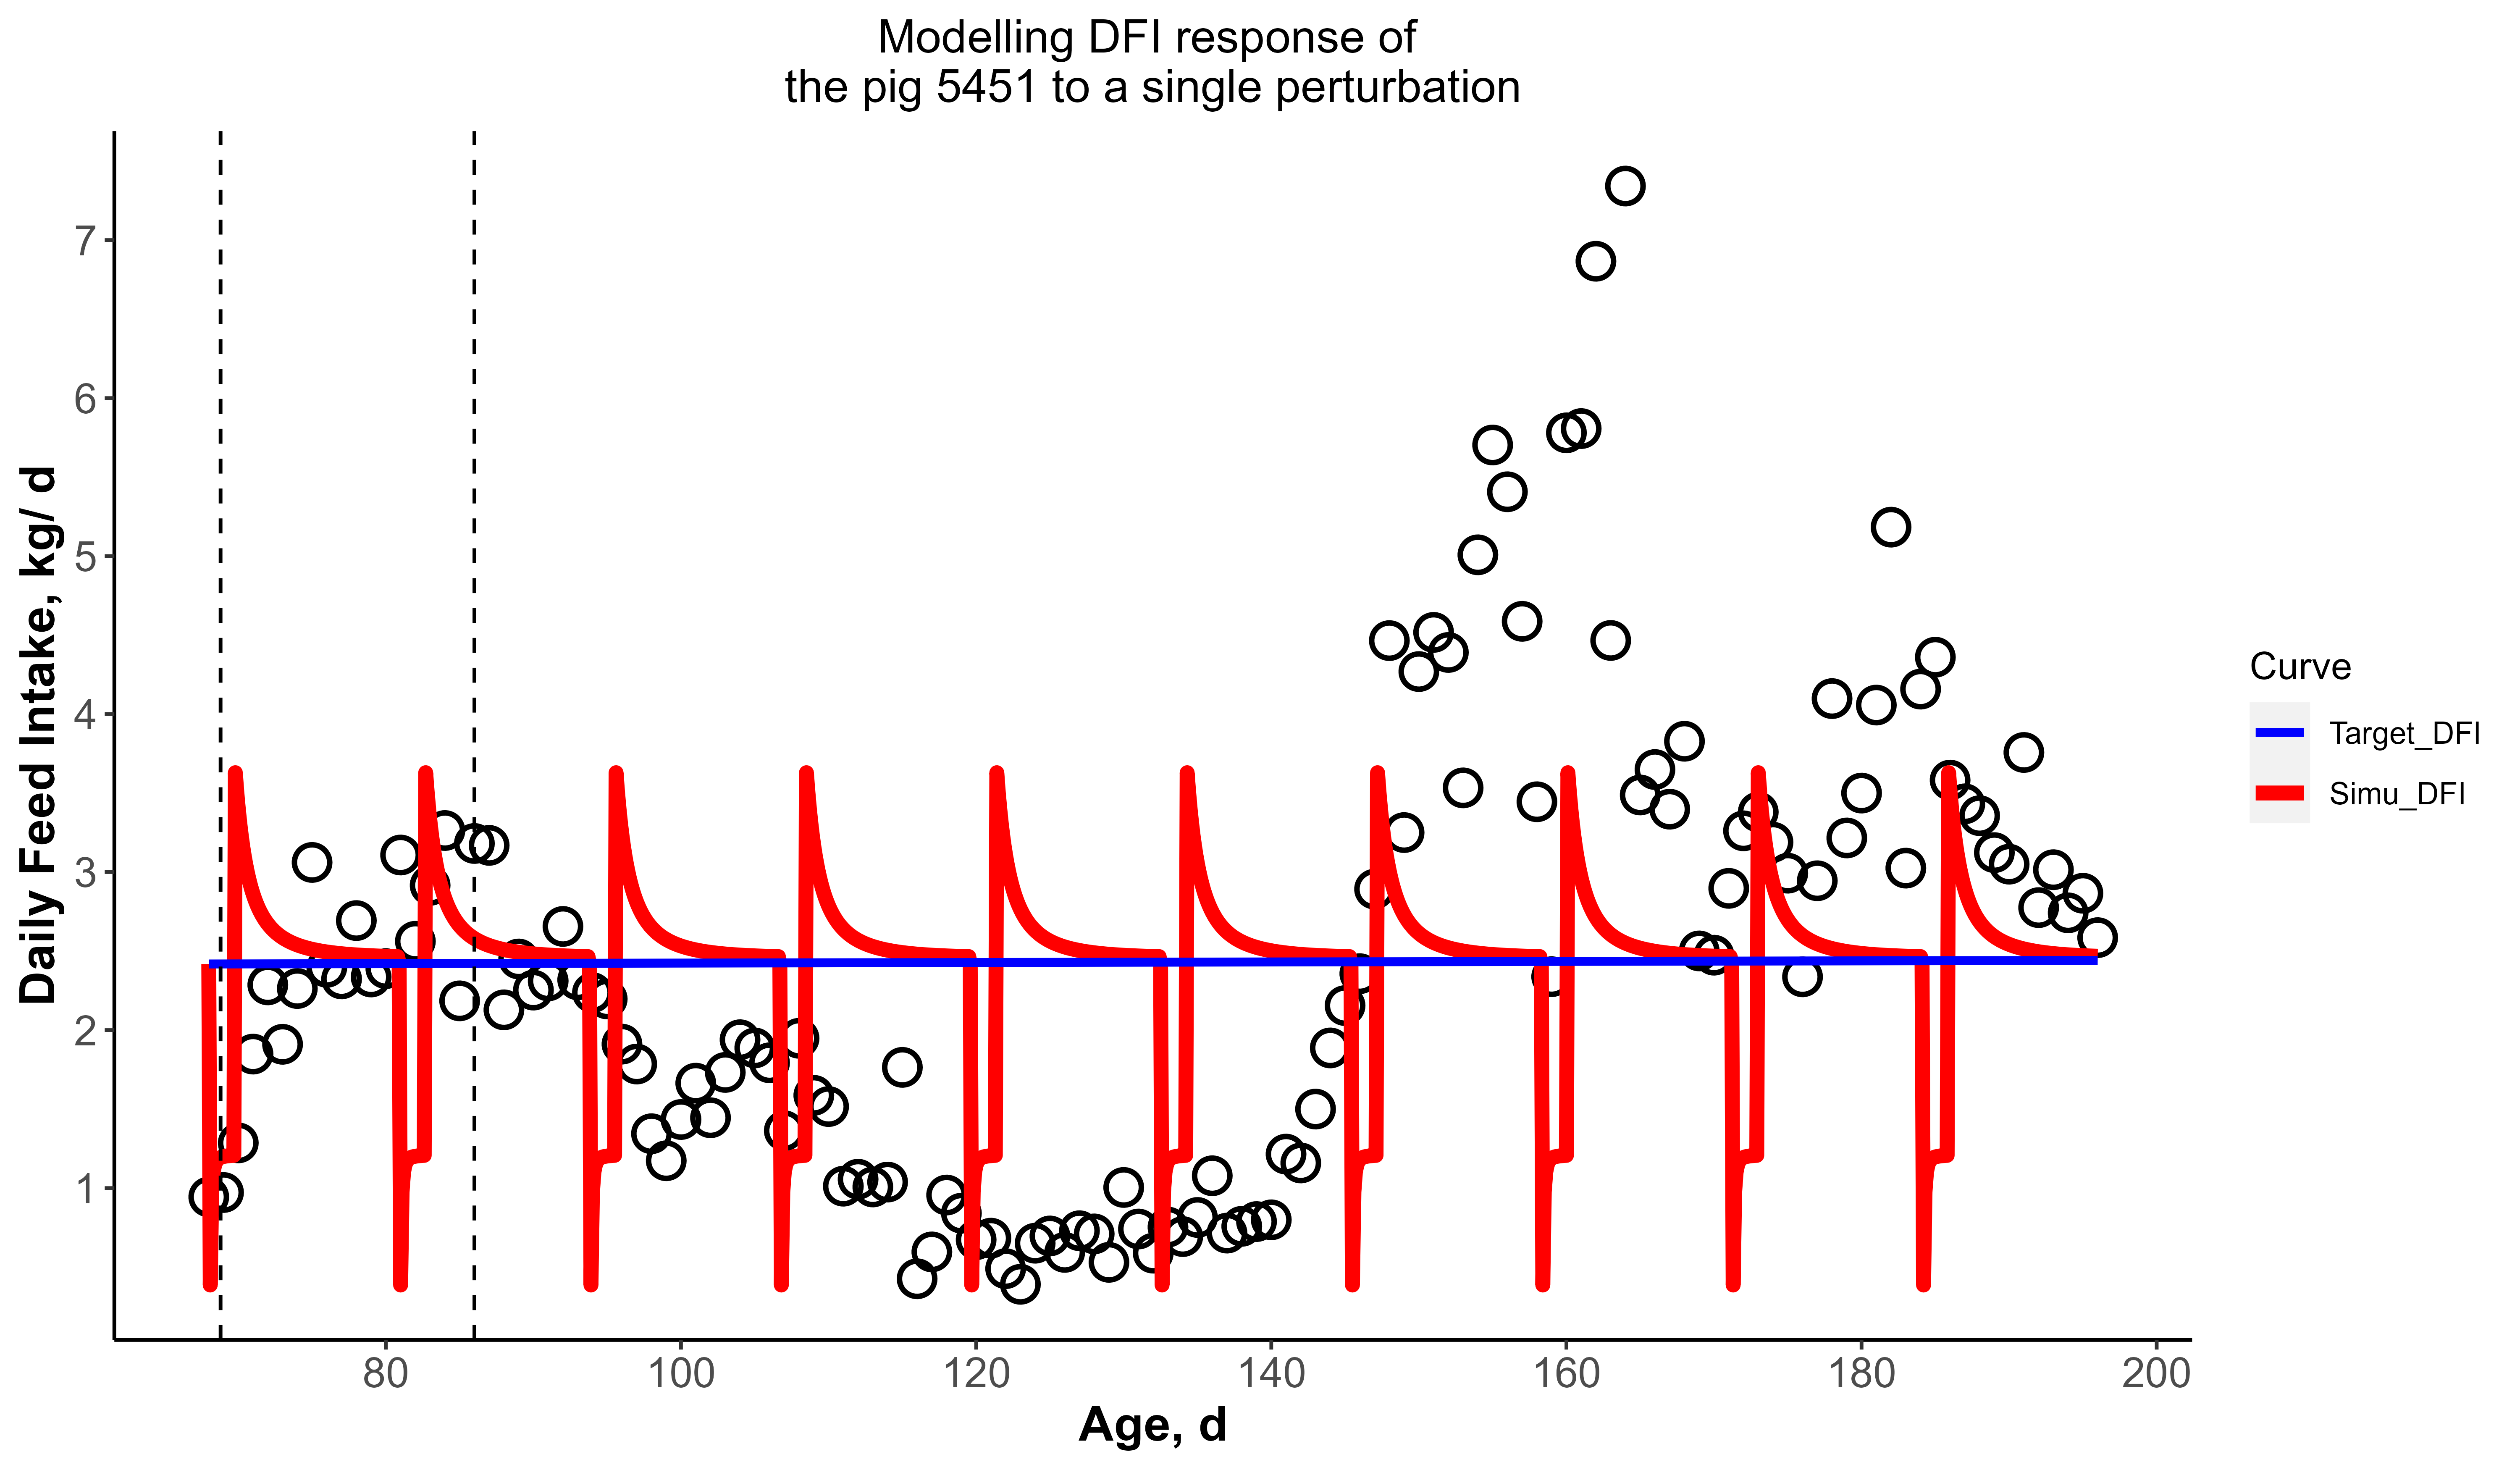 Modelling DFI response of
the pig 5451 to a single perturbation
Daily Feed Intake, kg/ d
7
6
5
4
3
2
1
80 100 120 140 160 180 200
Age, d
Curve
Target_DFI
Simu_DFI